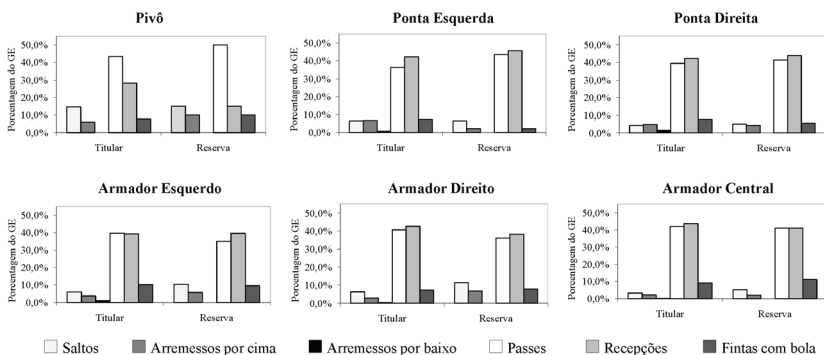 Pivô
Porcentagem do GE
50,0%
40,0%
30,0%
20,0%
10,0%
0,0%
Titular Reserva
Ponta Esquerda
Porcentagem do GE
50,0%
40,0%
30,0%
20,0%
10,0%
0,0%
Titular Reserva
Ponta Direita
Porcentagem do GE
50,0%
40,0%
30,0%
20,0%
10,0%
0,0%
Titular Reserva
Armador Esquerdo
Porcentagem do GE
50,0%
40,0%
30,0%
20,0%
10,0%
0,0%
Titular Reserva
Armador Direito
Porcentagem do GE
50,0%
40,0%
30,0%
20,0%
10,0%
0,0%
Titular Reserva
Armador Central
Porcentagem do GE
50,0%
40,0%
30,0%
20,0%
10,0%
0,0%
Titular Reserva
Saltos Arremessos por cima Arremessos por baixo Passes Recepções Fintas com bola